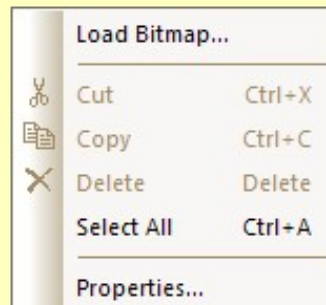 Load Bitmap...
Cut Ctrl+X
Copy Ctrl+C
Delete Delete
Select All Ctrl+A
Properties...